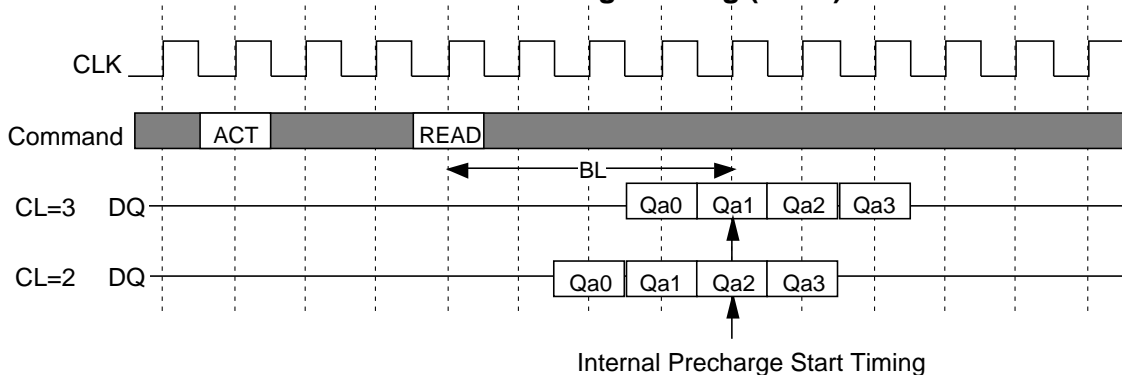 CLK
Command ACT READ
BL
CL=3 DQ Qa0 Qa1 Qa2 Qa3
CL=2 DQ Qa0 Qa1 Qa2 Qa3
Internal Precharge Start Timing